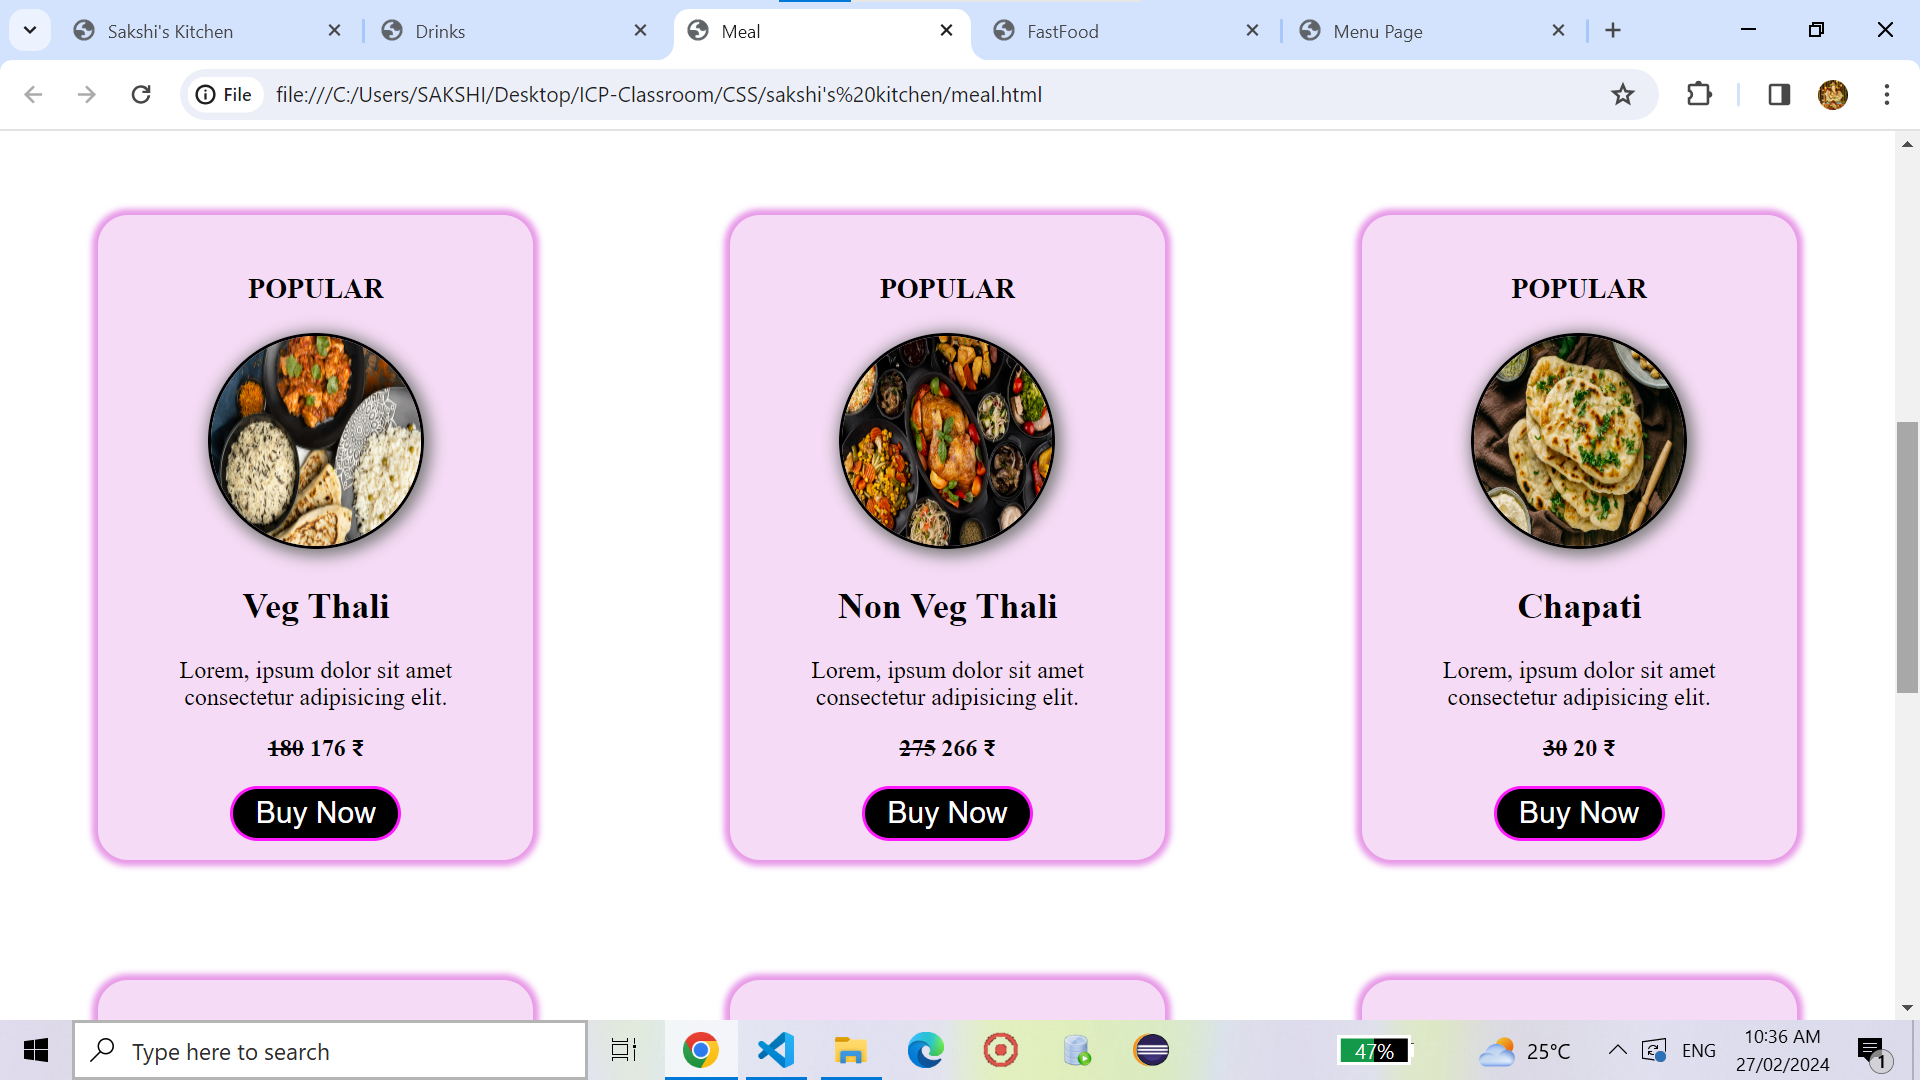 Sakshi's Kitchen
Drinks
Meal
FastFood
Menu Page
File
file:///C:/Users/SAKSHI/Desktop/ICP-Classroom/CSS/sakshi's%20kitchen/meal.html
POPULAR
Veg Thali
Lorem, ipsum dolor sit amet
consectetur adipisicing elit.
180 176 ₹
Buy Now
POPULAR
Non Veg Thali
Lorem, ipsum dolor sit amet
consectetur adipisicing elit.
275 266 ₹
Buy Now
POPULAR
Chapati
Lorem, ipsum dolor sit amet
consectetur adipisicing elit.
30 20 ₹
Buy Now
Type here to search
47%
25°C
ENG
10:36 AM
27/02/2024
1